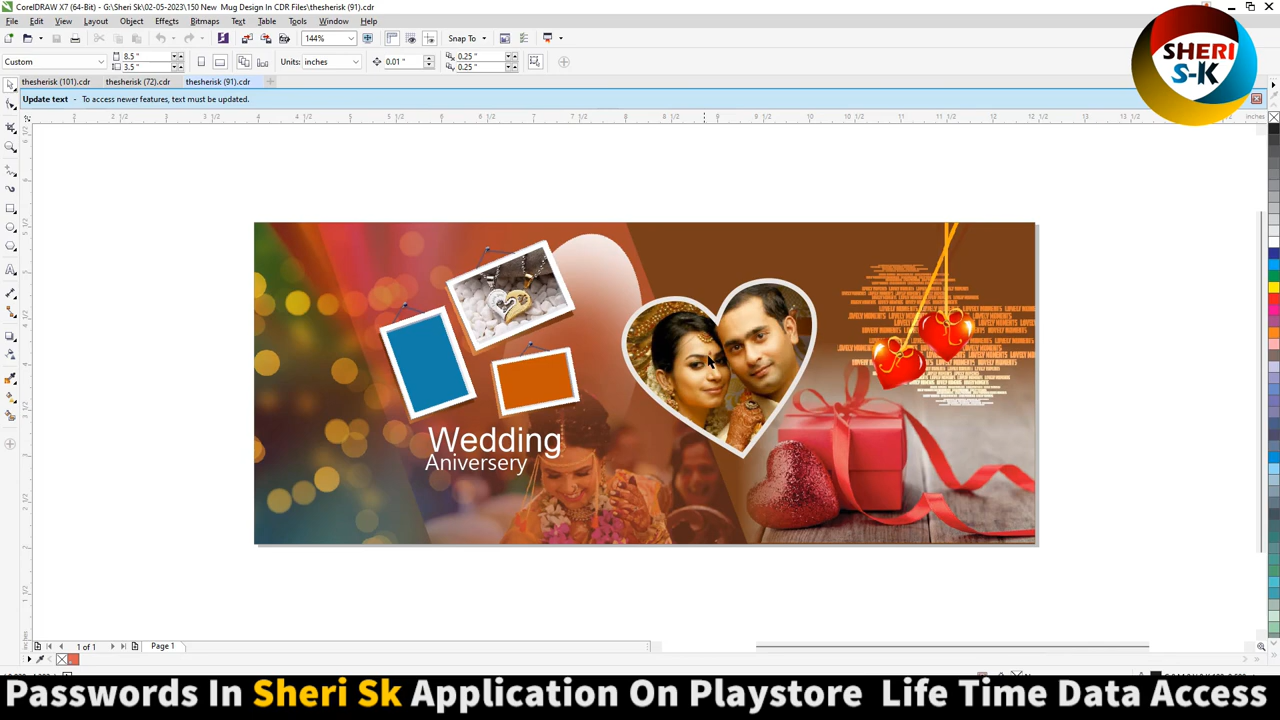 CorelDRAW X7 (64-Bit) - G:\Sheri Sk\02-05-2023\150 New  Mug Design In CDR Files\thesherisk (91).cdr
File Edit View Layout Object Effects Bitmaps Text Table Tools Window Help
144% Snap To
Custom 8.5 " 3.5 " Units: inches 0.01 " 0.25 " 0.25 "
thesherisk (101).cdr thesherisk (72).cdr thesherisk (91).cdr
Update text - To access newer features, text must be updated.
SHERI
S-K
inches
LOVELY MOMENTS
Wedding
Aniversery
1 of 1 Page 1
Passwords In Sheri Sk Application On Playstore Life Time Data Access